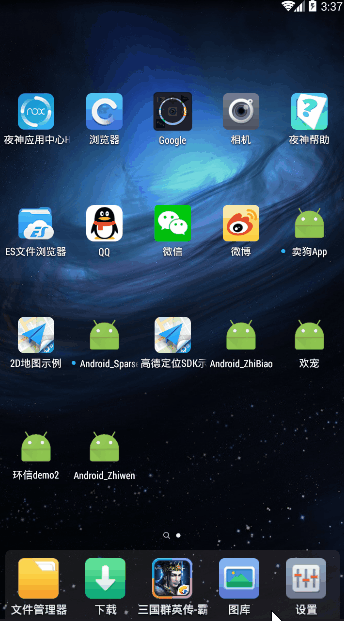 3:37
nox
夜神应用中心H
浏览器
Google
相机
夜神帮助
ES
ES文件浏览器
QQ
微信
微博
卖狗App
2D地图示例
Android_Spars
高德定位SDK示
Android_ZhiBiao
欢宠
环信demo2
Android_Zhiwen
文件管理器
下载
三国群英传-霸
图库
设置